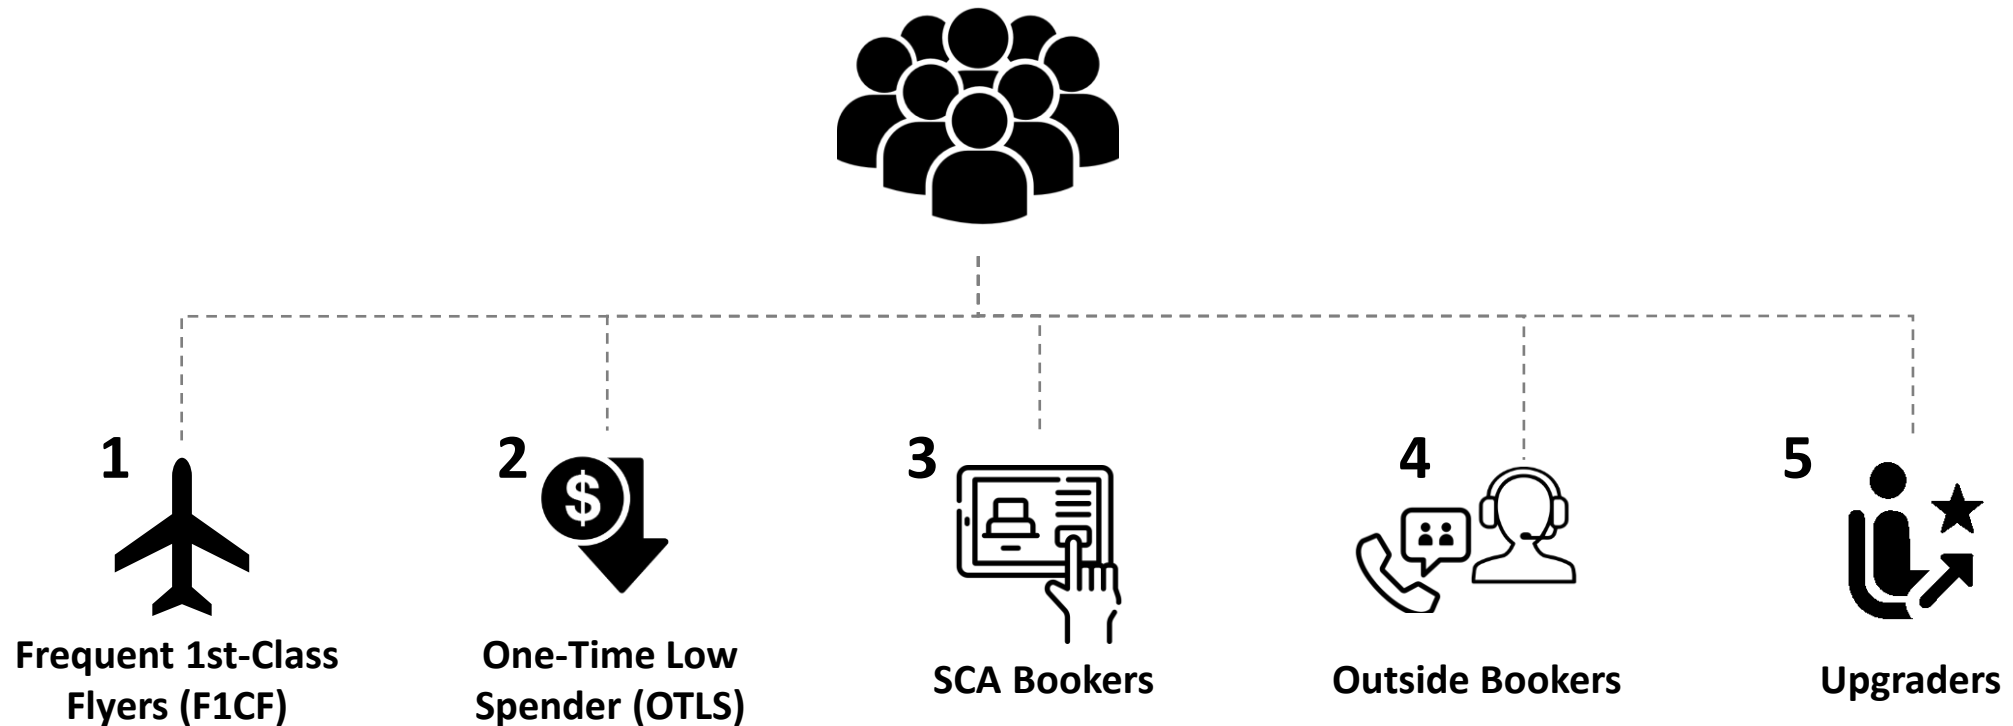 1
2
3
4
5
$
Frequent 1st-Class
Flyers (F1CF)
One-Time Low
Spender (OTLS)
SCA Bookers
Outside Bookers
Upgraders